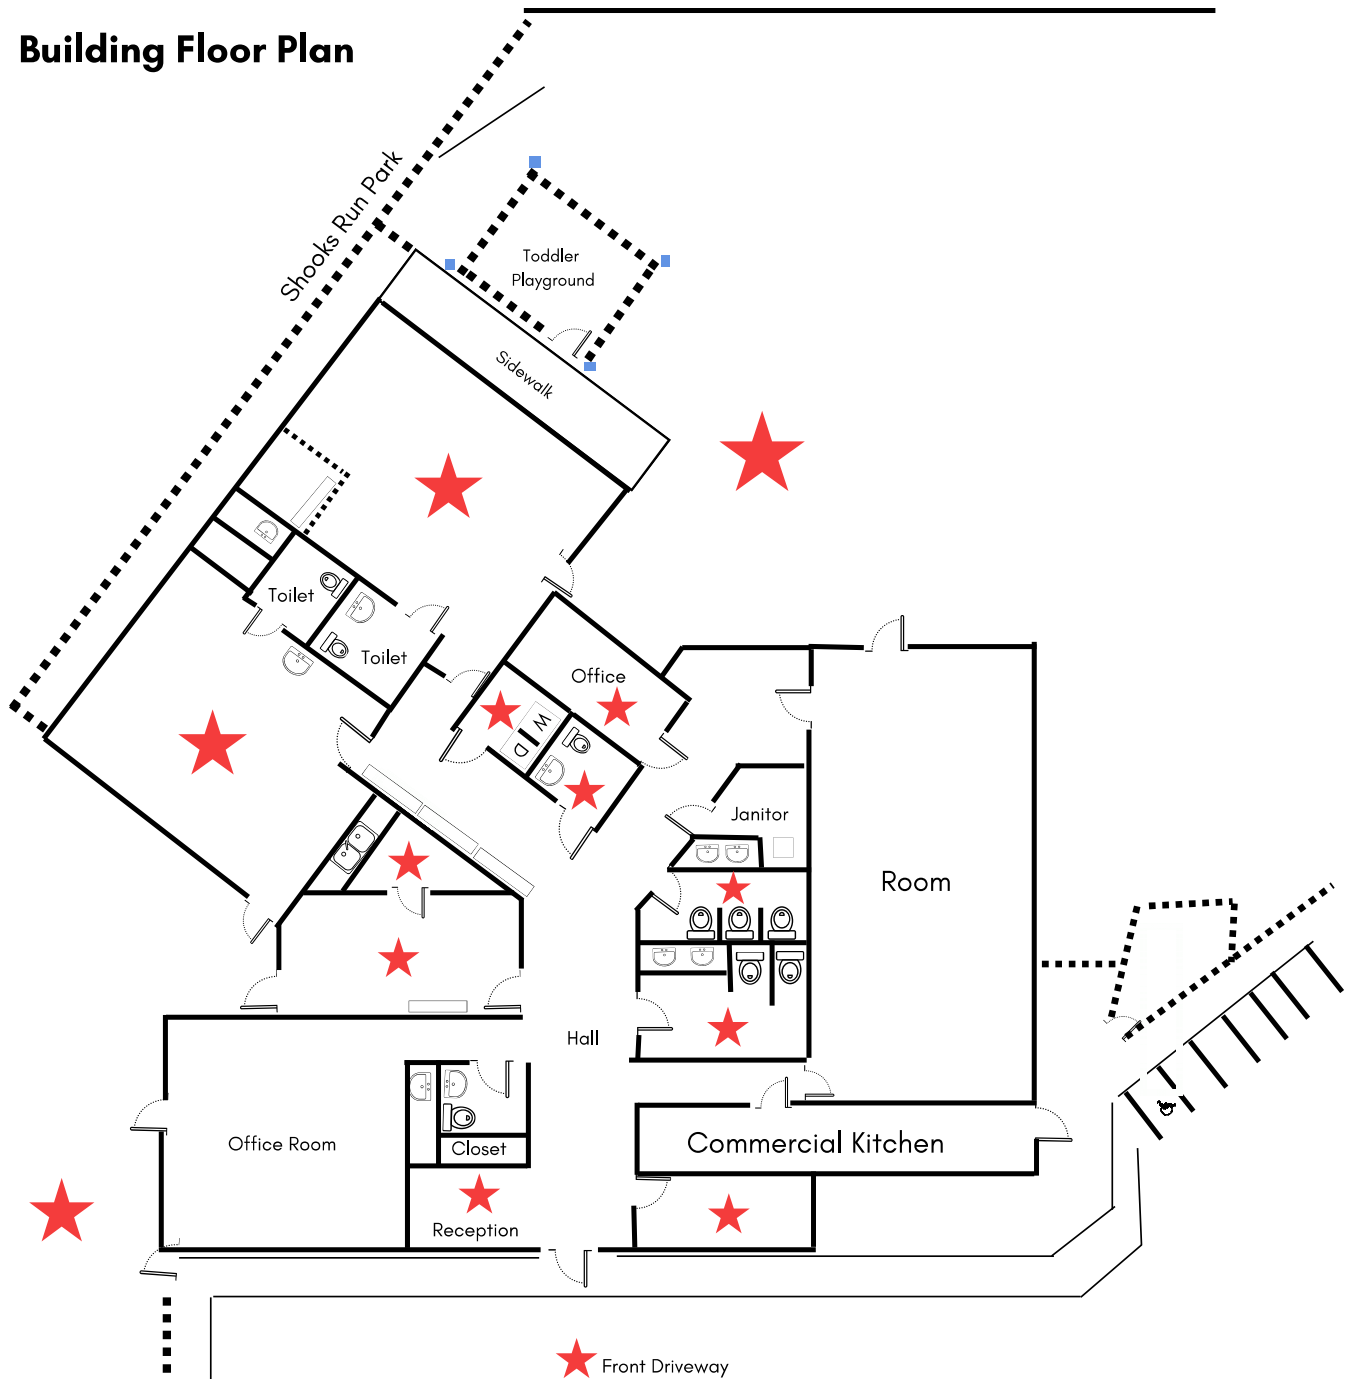 Building Floor Plan
Shooks Run Park
Toddler
Playground
Sidewalk
Toilet
Toilet
Office
W
D
Janitor
Room
Hall
Office Room
Closet
Commercial Kitchen
Reception
Front Driveway